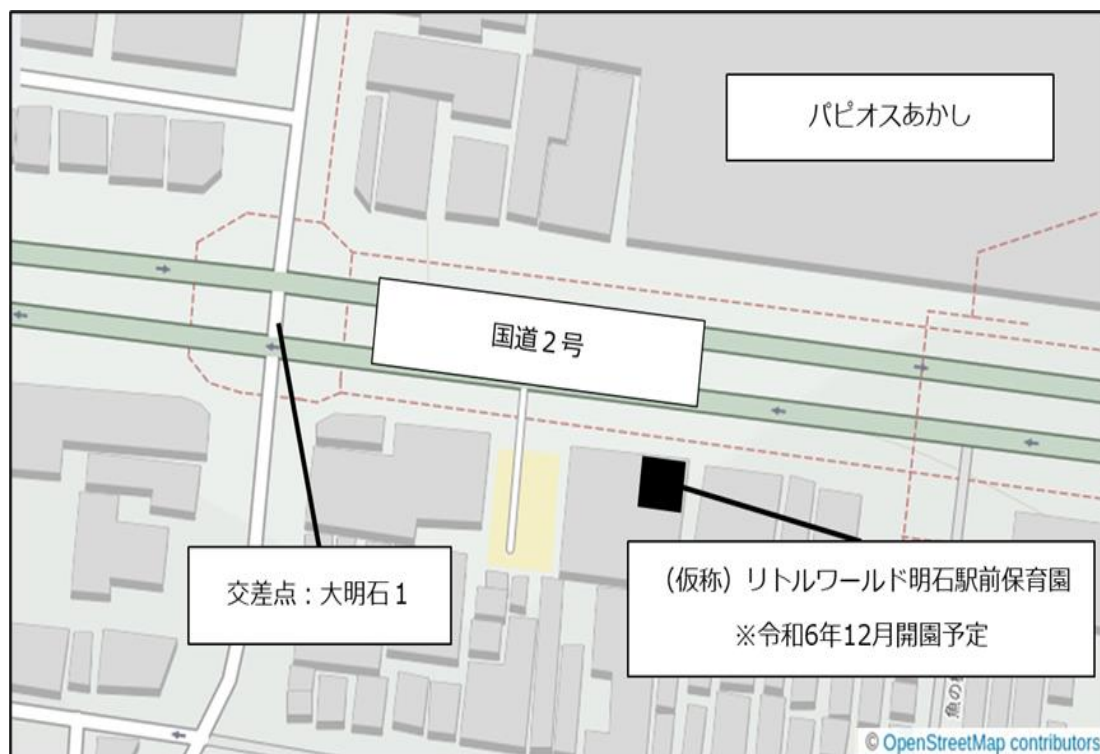 パピオスあかし
国道２号
交差点：大明石１
（仮称）リトルワールド明石駅前保育園
※令和6年12月開園予定
魚の
© OpenStreetMap contributors